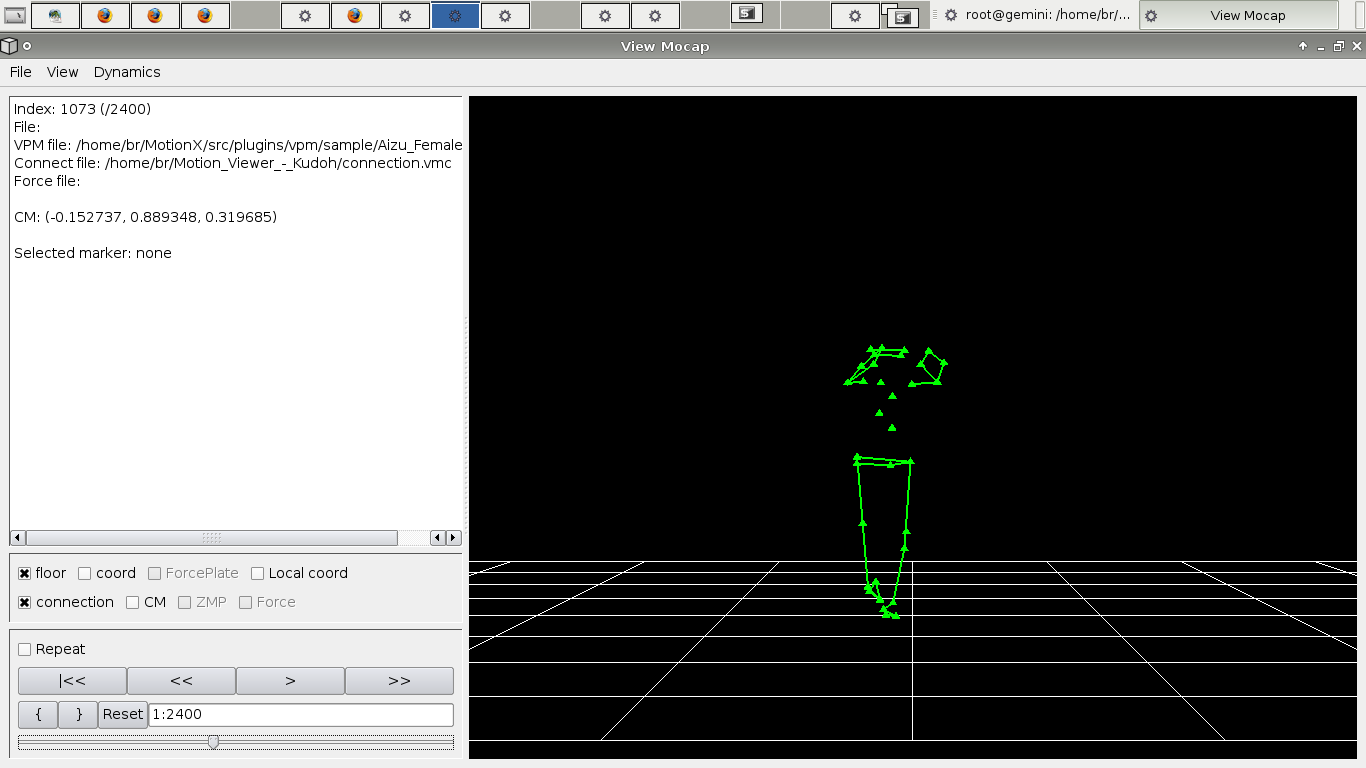 root@gemini: /home/br/...
View Mocap
View Mocap
File View Dynamics
Index: 1073 (/2400)
File:
VPM file: /home/br/MotionX/src/plugins/vpm/sample/Aizu_Female
Connect file: /home/br/Motion_Viewer_-_Kudoh/connection.vmc
Force file:
CM: (-0.152737, 0.889348, 0.319685)
Selected marker: none
floor coord ForcePlate Local coord
connection CM ZMP Force
Repeat
|<< << > >>
{ } Reset 1:2400